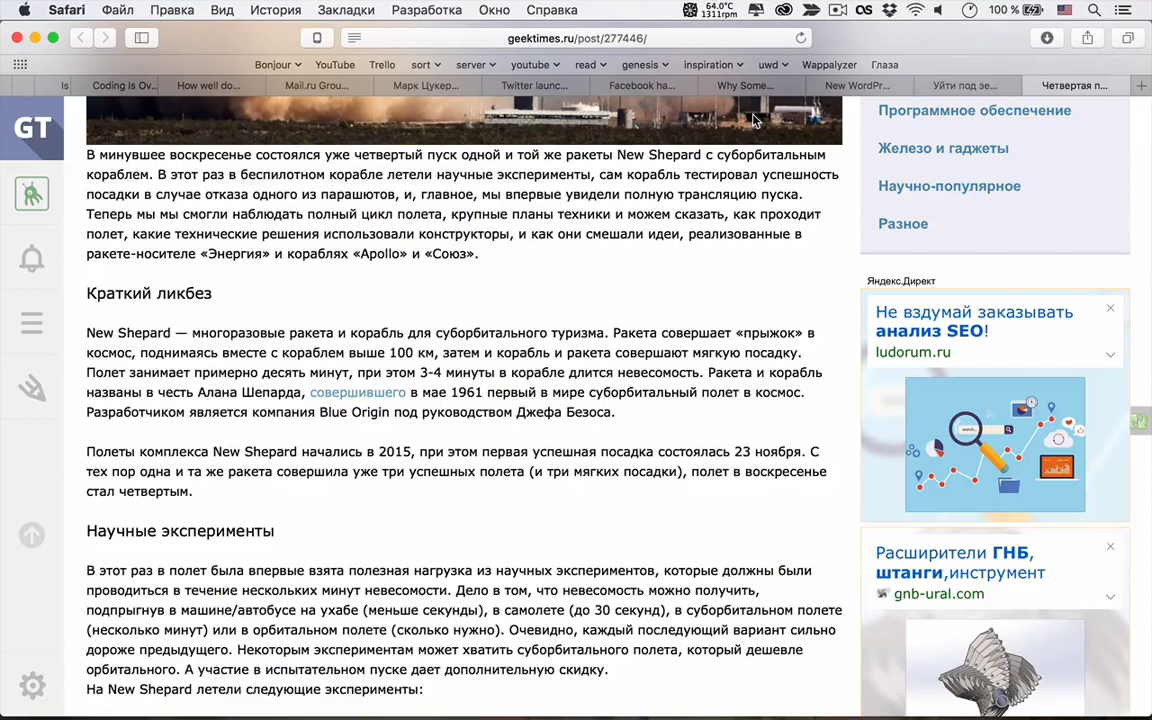 Safari Файл Правка Вид История Закладки Разработка Окно Справка 64.0°C 1311rpm 100 %
geektimes.ru/post/277446/
Bonjour YouTube Trello sort server youtube read genesis inspiration uwd Wappalyzer Глаза
Is Coding Is Ov... How well do... Mail.ru Grou... Марк Цукер... Twitter launc... Facebook ha... Why Some... New WordPr... Уйти под зе... Четвертая п...
GT
В минувшее воскресенье состоялся уже четвертый пуск одной и той же ракеты New Shepard с суборбитальным
кораблем. В этот раз в беспилотном корабле летели научные эксперименты, сам корабль тестировал успешность
посадки в случае отказа одного из парашютов, и, главное, мы впервые увидели полную трансляцию пуска.
Теперь мы мы смогли наблюдать полный цикл полета, крупные планы техники и можем сказать, как проходит
полет, какие технические решения использовали конструкторы, и как они смешали идеи, реализованные в
ракете-носителе «Энергия» и кораблях «Apollo» и «Союз».
Краткий ликбез
New Shepard — многоразовые ракета и корабль для суборбитального туризма. Ракета совершает «прыжок» в
космос, поднимаясь вместе с кораблем выше 100 км, затем и корабль и ракета совершают мягкую посадку.
Полет занимает примерно десять минут, при этом 3-4 минуты в корабле длится невесомость. Ракета и корабль
названы в честь Алана Шепарда, совершившего в мае 1961 первый в мире суборбитальный полет в космос.
Разработчиком является компания Blue Origin под руководством Джефа Безоса.
Полеты комплекса New Shepard начались в 2015, при этом первая успешная посадка состоялась 23 ноября. С
тех пор одна и та же ракета совершила уже три успешных полета (и три мягких посадки), полет в воскресенье
стал четвертым.
Научные эксперименты
В этот раз в полет была впервые взята полезная нагрузка из научных экспериментов, которые должны были
проводиться в течение нескольких минут невесомости. Дело в том, что невесомость можно получить,
подпрыгнув в машине/автобусе на ухабе (меньше секунды), в самолете (до 30 секунд), в суборбитальном полете
(несколько минут) или в орбитальном полете (сколько нужно). Очевидно, каждый последующий вариант сильно
дороже предыдущего. Некоторым экспериментам может хватить суборбитального полета, который дешевле
орбитального. А участие в испытательном пуске дает дополнительную скидку.
На New Shepard летели следующие эксперименты:
Программое обеспечение
Железо и гаджеты
Научно-популярное
Разное
Яндекс.Директ
Не вздумай заказывать
анализ SEO!
ludorum.ru
Расширители ГНБ,
штанги,инструмент
gnb-ural.com